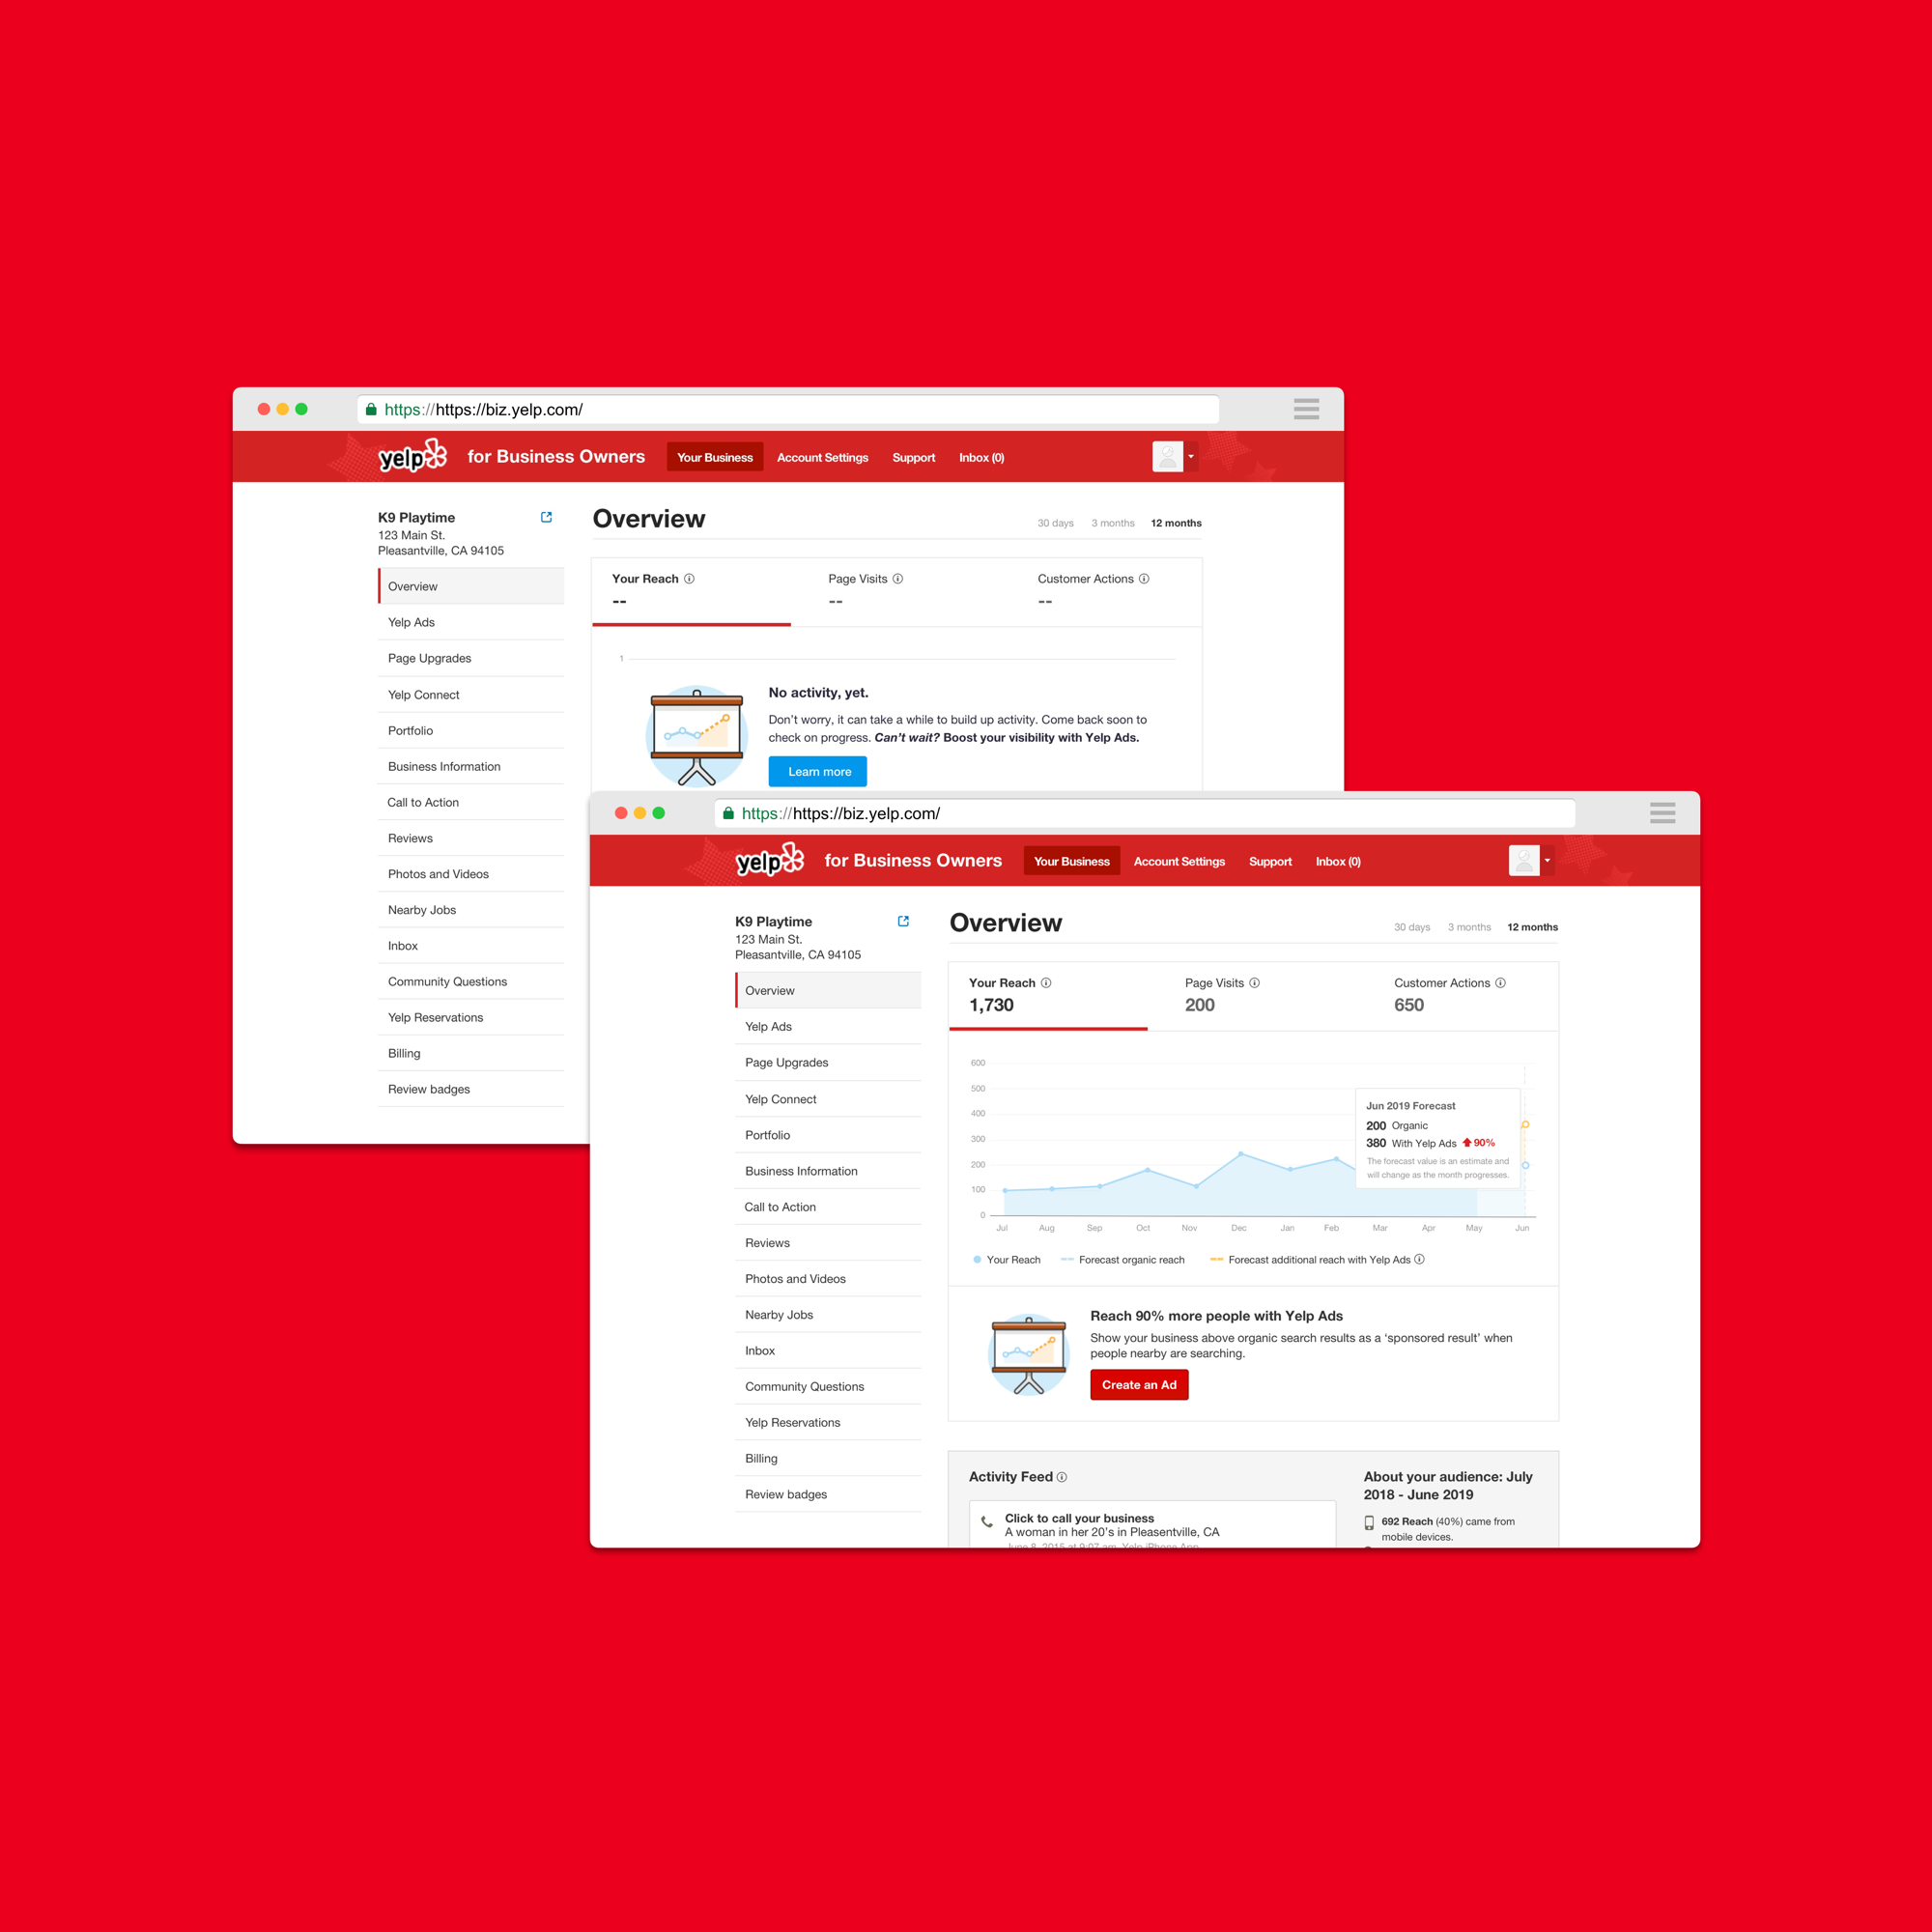 https://https://biz.yelp.com/
yelp for Business Owners Your Business Account Settings Support Inbox (0)
K9 Playtime
123 Main St.
Pleasantville, CA 94105
Overview
Yelp Ads
Page Upgrades
Yelp Connect
Portfolio
Business Information
Call to Action
Reviews
Photos and Videos
Nearby Jobs
Inbox
Community Questions
Yelp Reservations
Billing
Review badges
Overview 30 days 3 months 12 months
Your Reach Page Visits Customer Actions
-- -- --
1
No activity, yet.
Don't worry, it can take a while to build up activity. Come back soon to
check on progress. Can't wait? Boost your visibility with Yelp Ads.
Learn more
https://https://biz.yelp.com/
yelp for Business Owners Your Business Account Settings Support Inbox (0)
K9 Playtime
123 Main St.
Pleasantville, CA 94105
Overview
Yelp Ads
Page Upgrades
Yelp Connect
Portfolio
Business Information
Call to Action
Reviews
Photos and Videos
Nearby Jobs
Inbox
Community Questions
Yelp Reservations
Billing
Review badges
Overview 30 days 3 months 12 months
Your Reach Page Visits Customer Actions
1,730 200 650
600
500
400
300
200
100
0
Jun 2019 Forecast
200 Organic
380 With Yelp Ads 90%
The forecast value is an estimate and
will change as the month progresses.
Jul Aug Sep Oct Nov Dec Jan Feb Mar Apr May Jun
Your Reach Forecast organic reach Forecast additional reach with Yelp Ads
Reach 90% more people with Yelp Ads
Show your business above organic search results as a ‘sponsored result’ when
people nearby are searching.
Create an Ad
Activity Feed
Click to call your business
A woman in her 20's in Pleasentville, CA
June 8, 2015 at 9:07 am, Yelp iPhone App
About your audience: July
2018 - June 2019
692 Reach (40%) came from
mobile devices.